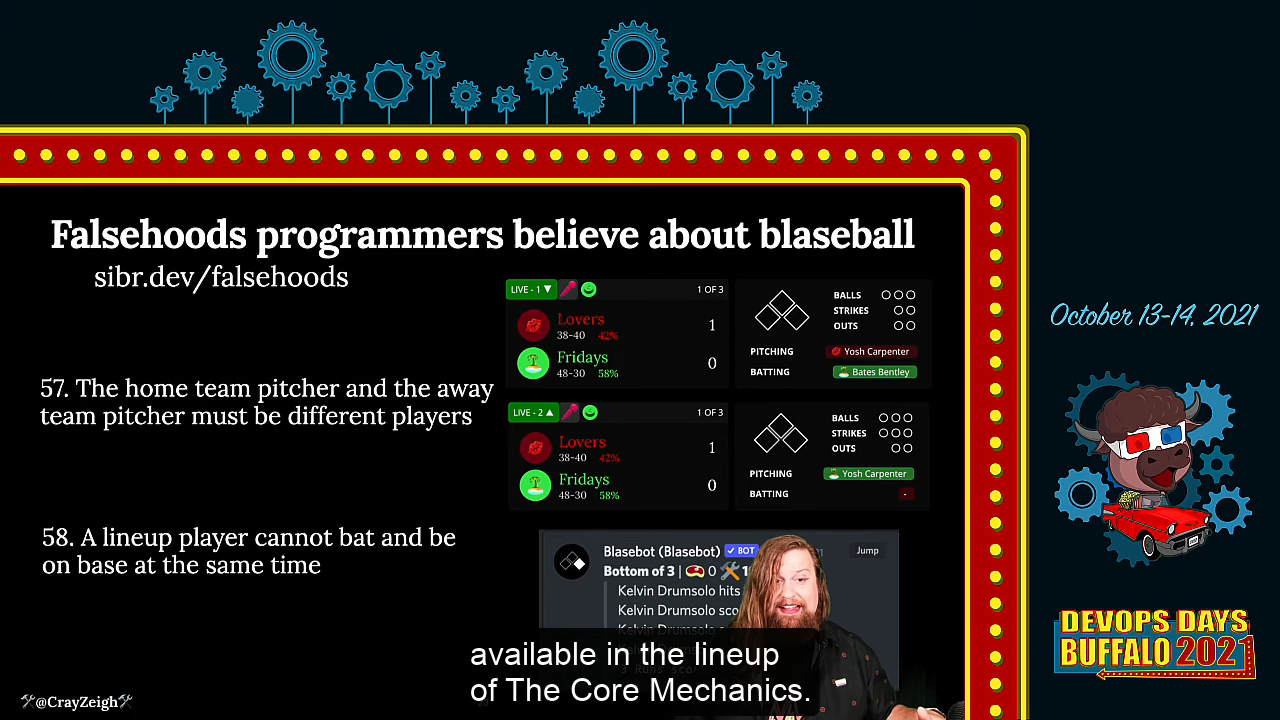 Falsehoods programmers believe about blaseball
sibr.dev/falsehoods
57. The home team pitcher and the away
team pitcher must be different players
58. A lineup player cannot bat and be
on base at the same time
LIVE - 1 ▼
1 OF 3
Lovers
38-40 42%
1
Fridays
48-30 58%
0
BALLS
STRIKES
OUTS
PITCHING Yosh Carpenter
BATTING Bates Bentley
LIVE - 2 ▲
1 OF 3
Lovers
38-40 42%
1
Fridays
48-30 58%
0
BALLS
STRIKES
OUTS
PITCHING Yosh Carpenter
BATTING -
Blasebot (Blasebot) ✓ BOT
Jump
Bottom of 3 | 0
Kelvin Drumsolo hits
Kelvin Drumsolo sco
available in the lineup
of The Core Mechanics.
@CrayZeigh
October 13-14, 2021
DEVOPS DAYS
BUFFALO 2021